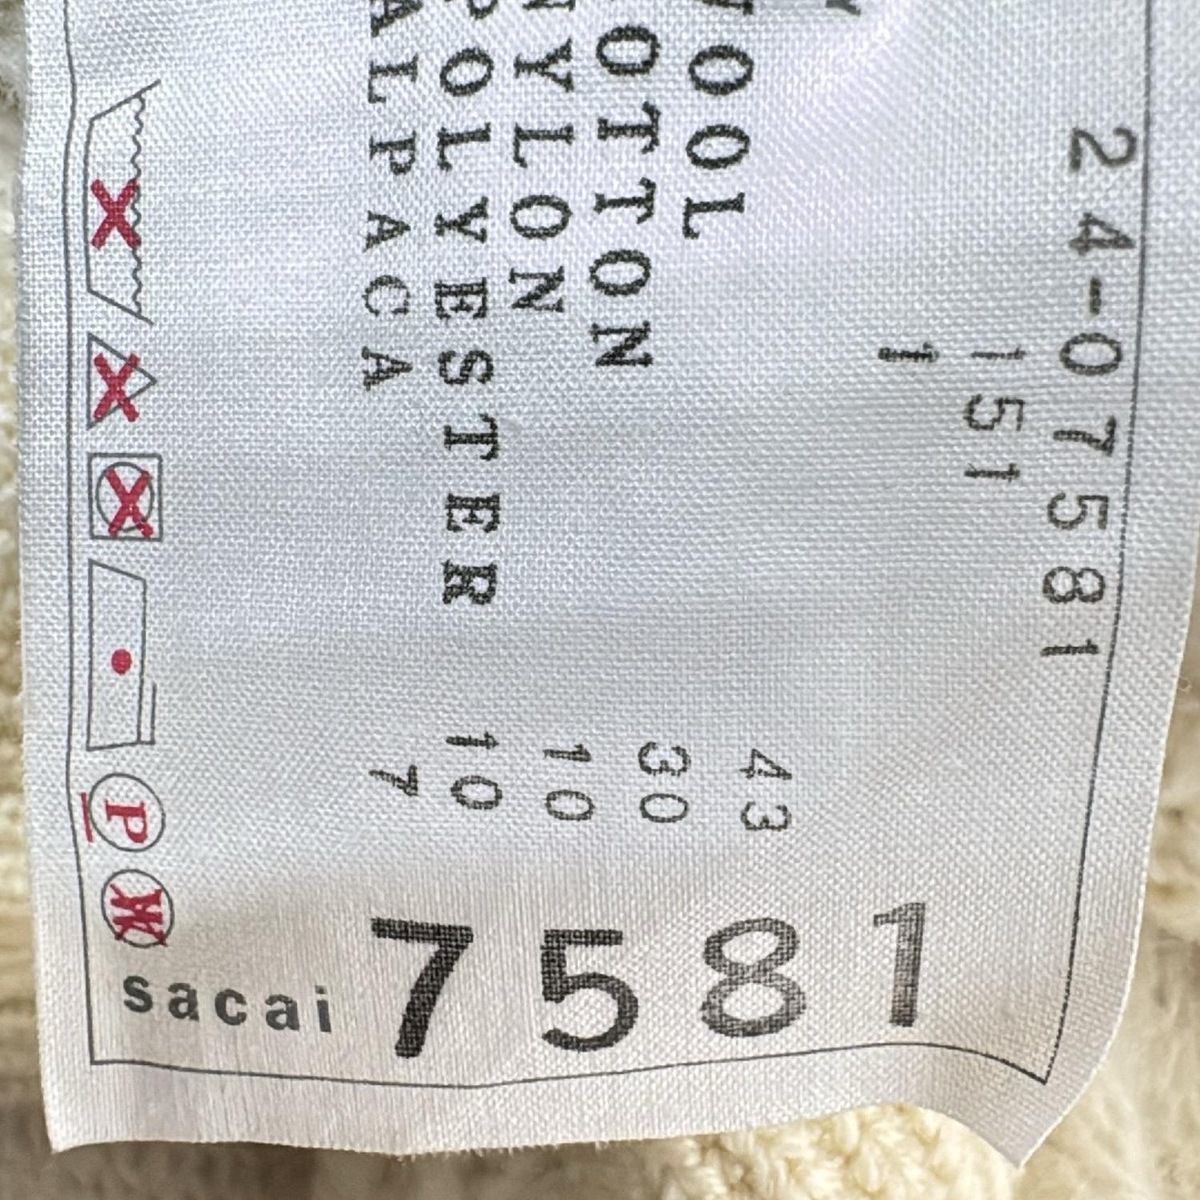 24-07581
151
1
WOOL 43
COTTON 30
NYLON 10
POLYESTER 10
ALPACA 7
P W
sacai
7581